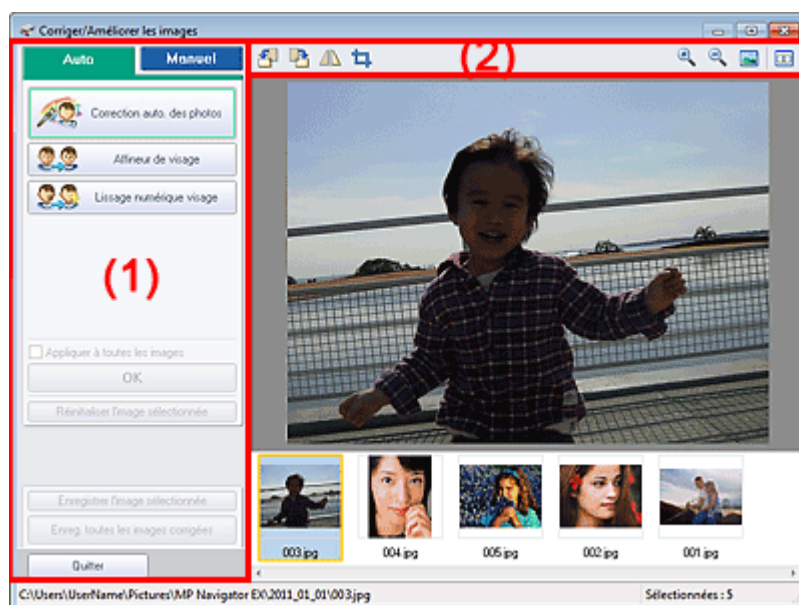 Corriger/Améliorer les images
Auto
Manuel
(2)
Correction auto. des photos
Affineur de visage
Lissage numérique visage
(1)
Appliquer à toutes les images
OK
Réinitialiser l'image sélectionnée
Enregistrer l'image sélectionnée
Enreg. toutes les images corrigées
Quitter
003.jpg
004.jpg
005.jpg
002.jpg
001.jpg
C:\Users\UserName\Pictures\MP Navigator EX\2011_01_01\003.jpg
Sélectionnées : 5